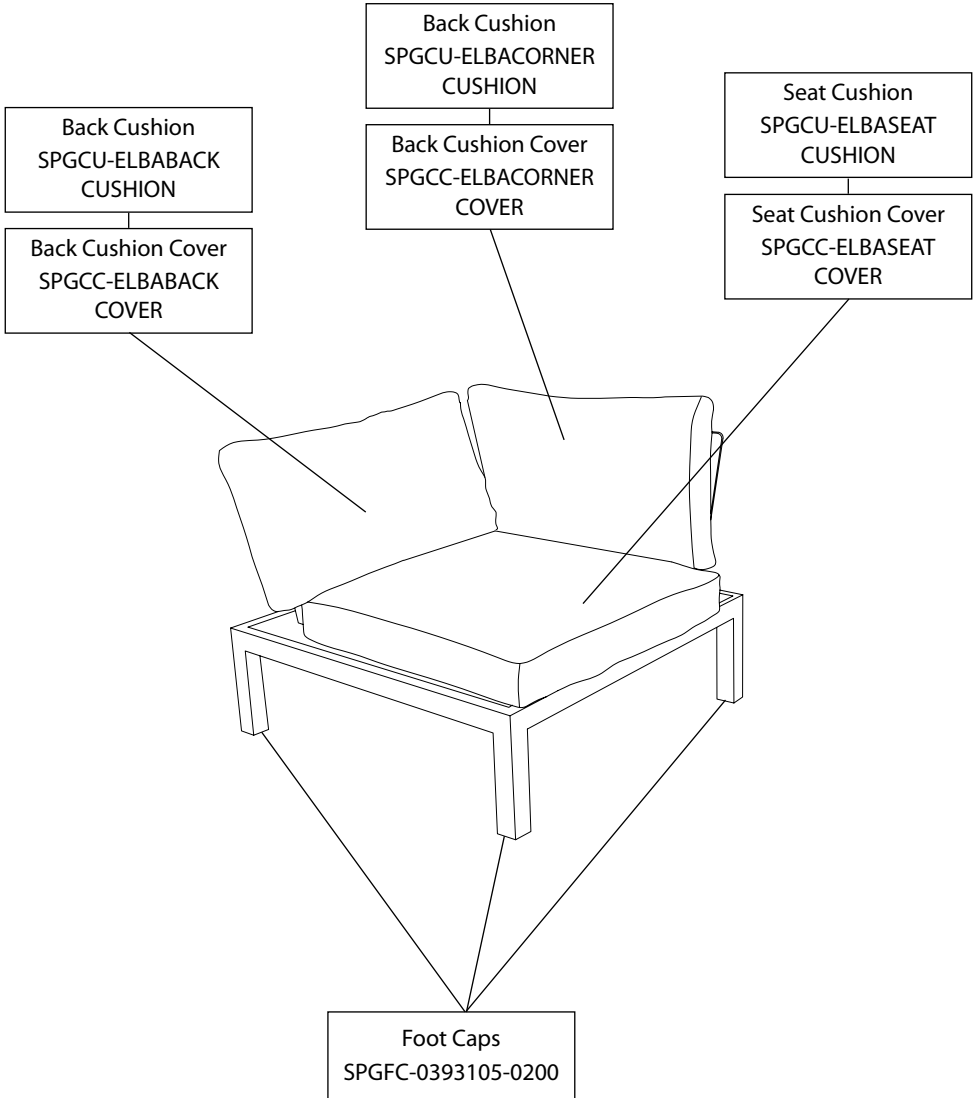 Back Cushion
SPGCU-ELBABACK
CUSHION
Back Cushion Cover
SPGCC-ELBABACK
COVER
Back Cushion
SPGCU-ELBACORNER
CUSHION
Back Cushion Cover
SPGCC-ELBACORNER
COVER
Seat Cushion
SPGCU-ELBASEAT
CUSHION
Seat Cushion Cover
SPGCC-ELBASEAT
COVER
Foot Caps
SPGFC-0393105-0200